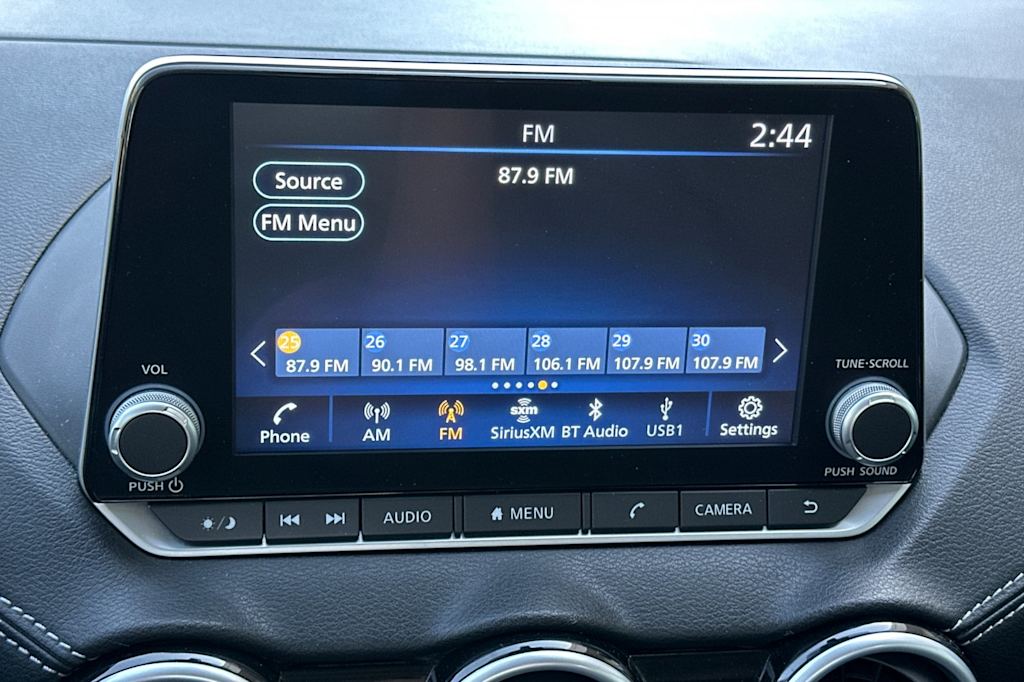 FM 2:44
87.9 FM
Source
FM Menu
25 26 27 28 29 30
87.9 FM 90.1 FM 98.1 FM 106.1 FM 107.9 FM 107.9 FM
Phone AM FM sxm SiriusXM BT Audio USB1 Settings
VOL
PUSH
TUNE·SCROLL
PUSH SOUND
AUDIO MENU CAMERA